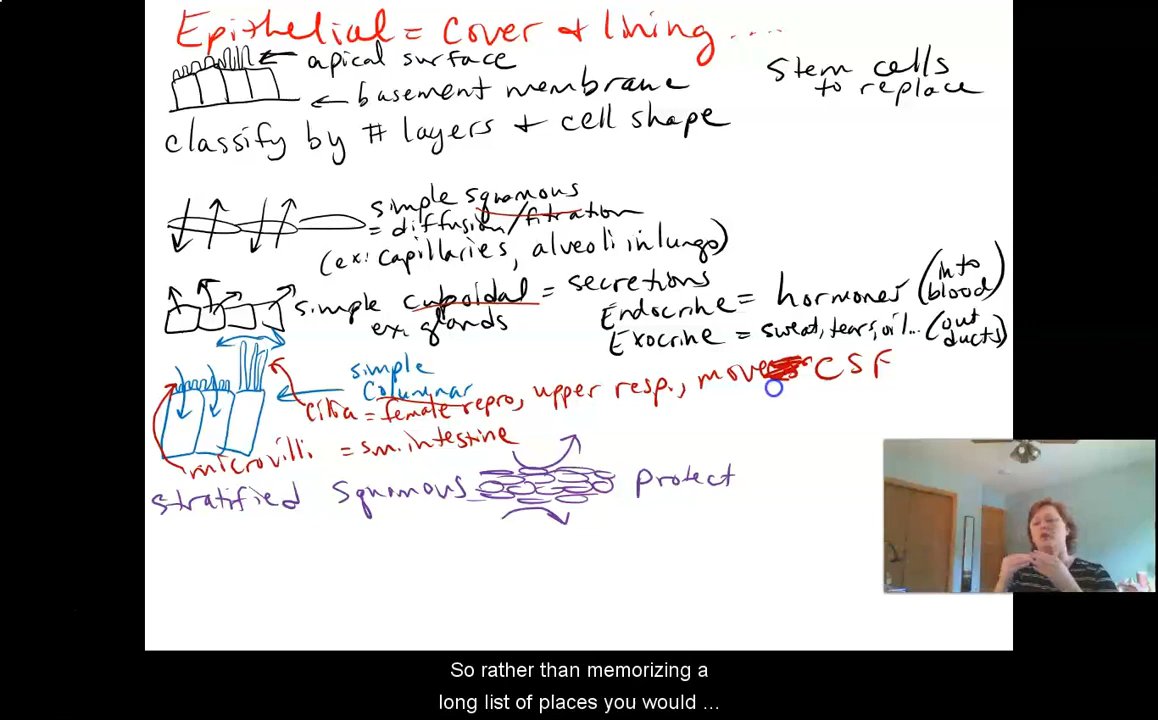 Epithelial = Cover + lining ....
← apical surface
← basement membrane
Stem cells
to replace
classify by # layers + cell shape
simple squamous
= diffusion/fitration
(ex: capillaries, alveoli in lungs)
simple cuboidal = secretions
ex: glands
Endocrine = hormones (into blood)
Exocrine = sweat, tears, oil... (out ducts)
simple
Columnar
cilia = female repro, upper resp., move CSF
microvilli = sm. intestine
stratified squamous protect
So rather than memorizing a
long list of places you would ...